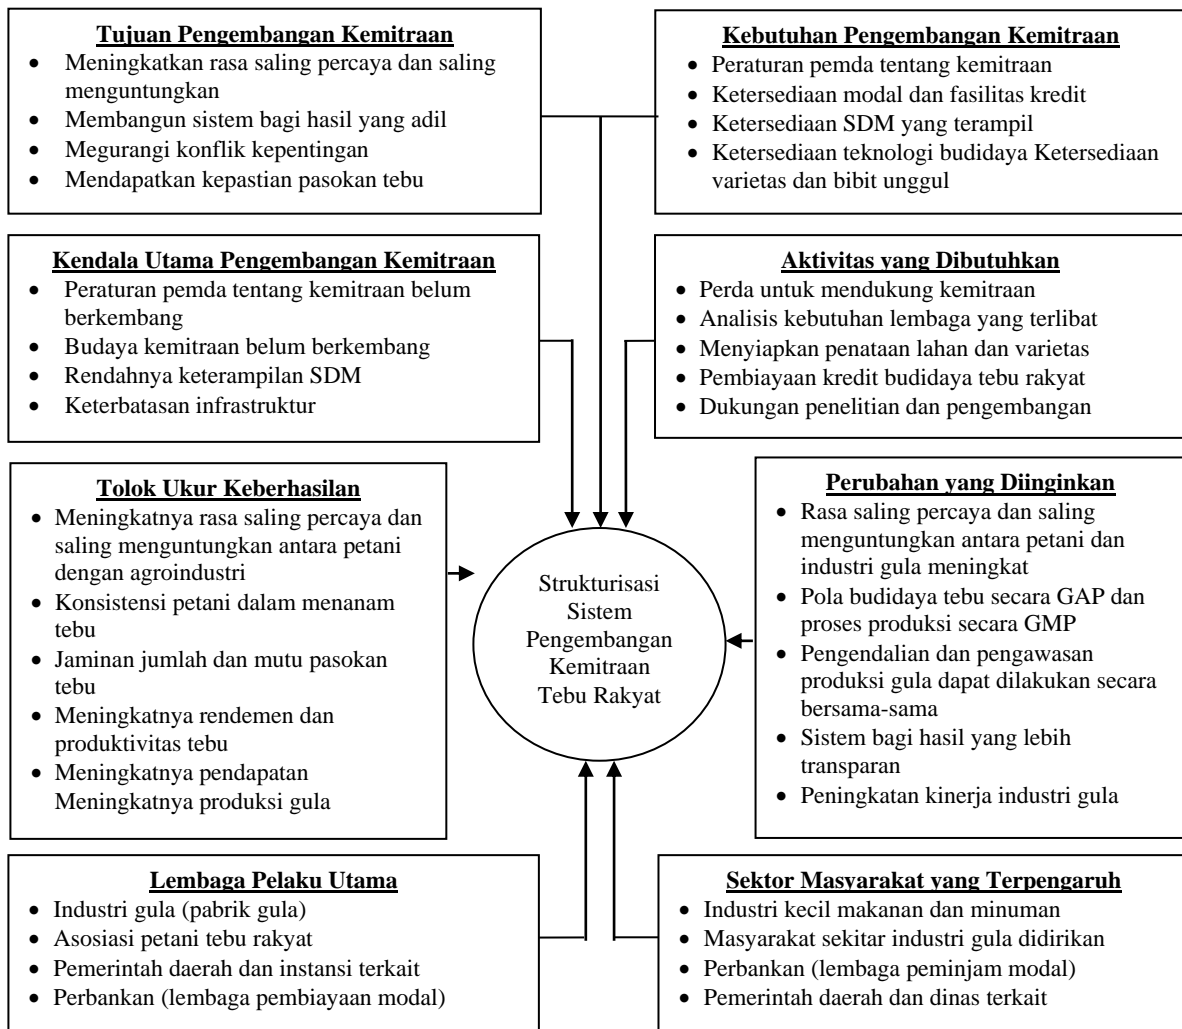 Tujuan Pengembangan Kemitraan
• Meningkatkan rasa saling percaya dan saling
menguntungkan
• Membangun sistem bagi hasil yang adil
• Megurangi konflik kepentingan
• Mendapatkan kepastian pasokan tebu
Kebutuhan Pengembangan Kemitraan
• Peraturan pemda tentang kemitraan
• Ketersediaan modal dan fasilitas kredit
• Ketersediaan SDM yang terampil
• Ketersediaan teknologi budidaya Ketersediaan
varietas dan bibit unggul
Kendala Utama Pengembangan Kemitraan
• Peraturan pemda tentang kemitraan belum
berkembang
• Budaya kemitraan belum berkembang
• Rendahnya keterampilan SDM
• Keterbatasan infrastruktur
Aktivitas yang Dibutuhkan
• Perda untuk mendukung kemitraan
• Analisis kebutuhan lembaga yang terlibat
• Menyiapkan penataan lahan dan varietas
• Pembiayaan kredit budidaya tebu rakyat
• Dukungan penelitian dan pengembangan
Tolok Ukur Keberhasilan
• Meningkatnya rasa saling percaya dan
saling menguntungkan antara petani
dengan agroindustri
• Konsistensi petani dalam menanam
tebu
• Jaminan jumlah dan mutu pasokan
tebu
• Meningkatnya rendemen dan
produktivitas tebu
• Meningkatnya pendapatan
Meningkatnya produksi gula
Strukturisasi
Sistem
Pengembangan
Kemitraan
Tebu Rakyat
Perubahan yang Diinginkan
• Rasa saling percaya dan saling
menguntungkan antara petani dan
industri gula meningkat
• Pola budidaya tebu secara GAP dan
proses produksi secara GMP
• Pengendalian dan pengawasan
produksi gula dapat dilakukan secara
bersama-sama
• Sistem bagi hasil yang lebih
transparan
• Peningkatan kinerja industri gula
Lembaga Pelaku Utama
• Industri gula (pabrik gula)
• Asosiasi petani tebu rakyat
• Pemerintah daerah dan instansi terkait
• Perbankan (lembaga pembiayaan modal)
Sektor Masyarakat yang Terpengaruh
• Industri kecil makanan dan minuman
• Masyarakat sekitar industri gula didirikan
• Perbankan (lembaga peminjam modal)
• Pemerintah daerah dan dinas terkait